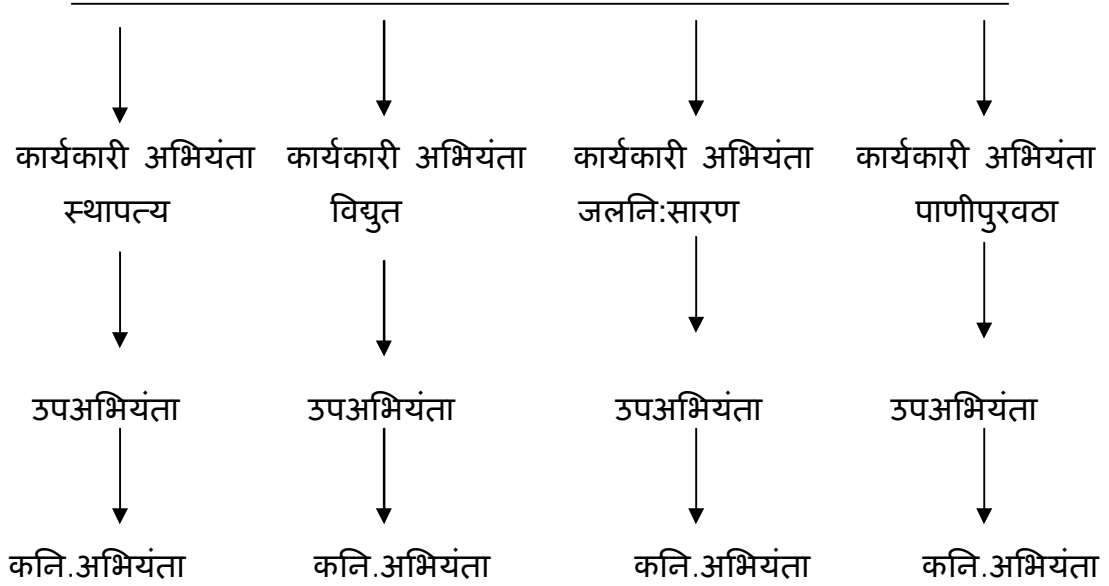 कार्यकारी अभियंता कार्यकारी अभियंता कार्यकारी अभियंता कार्यकारी अभियंता
स्थापत्य विद्युत जलनि:सारण पाणीपुरवठा
उपअभियंता उपअभियंता उपअभियंता उपअभियंता
कनि.अभियंता कनि.अभियंता कनि.अभियंता कनि.अभियंता